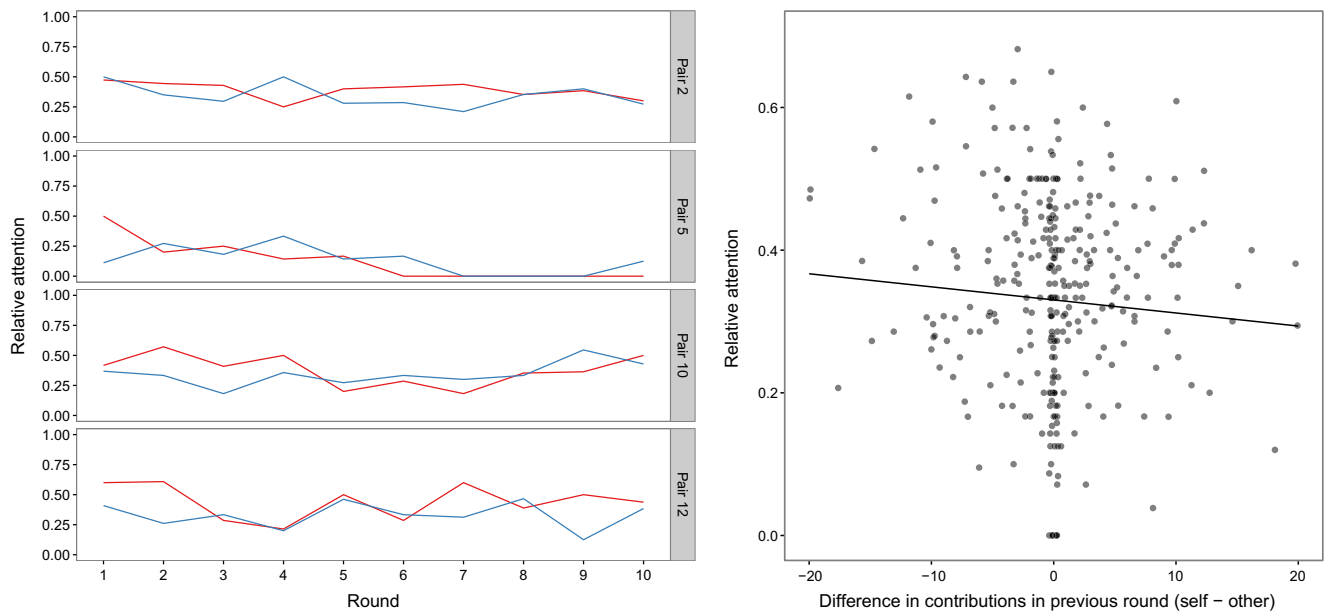 Relative attention
1.00
0.75
0.50
0.25
0.00
Pair 2
1.00
0.75
0.50
0.25
0.00
Pair 5
1.00
0.75
0.50
0.25
0.00
Pair 10
1.00
0.75
0.50
0.25
0.00
Pair 12
1 2 3 4 5 6 7 8 9 10
Round
Relative attention
0.6
0.4
0.2
0.0
−20 −10 0 10 20
Difference in contributions in previous round (self − other)